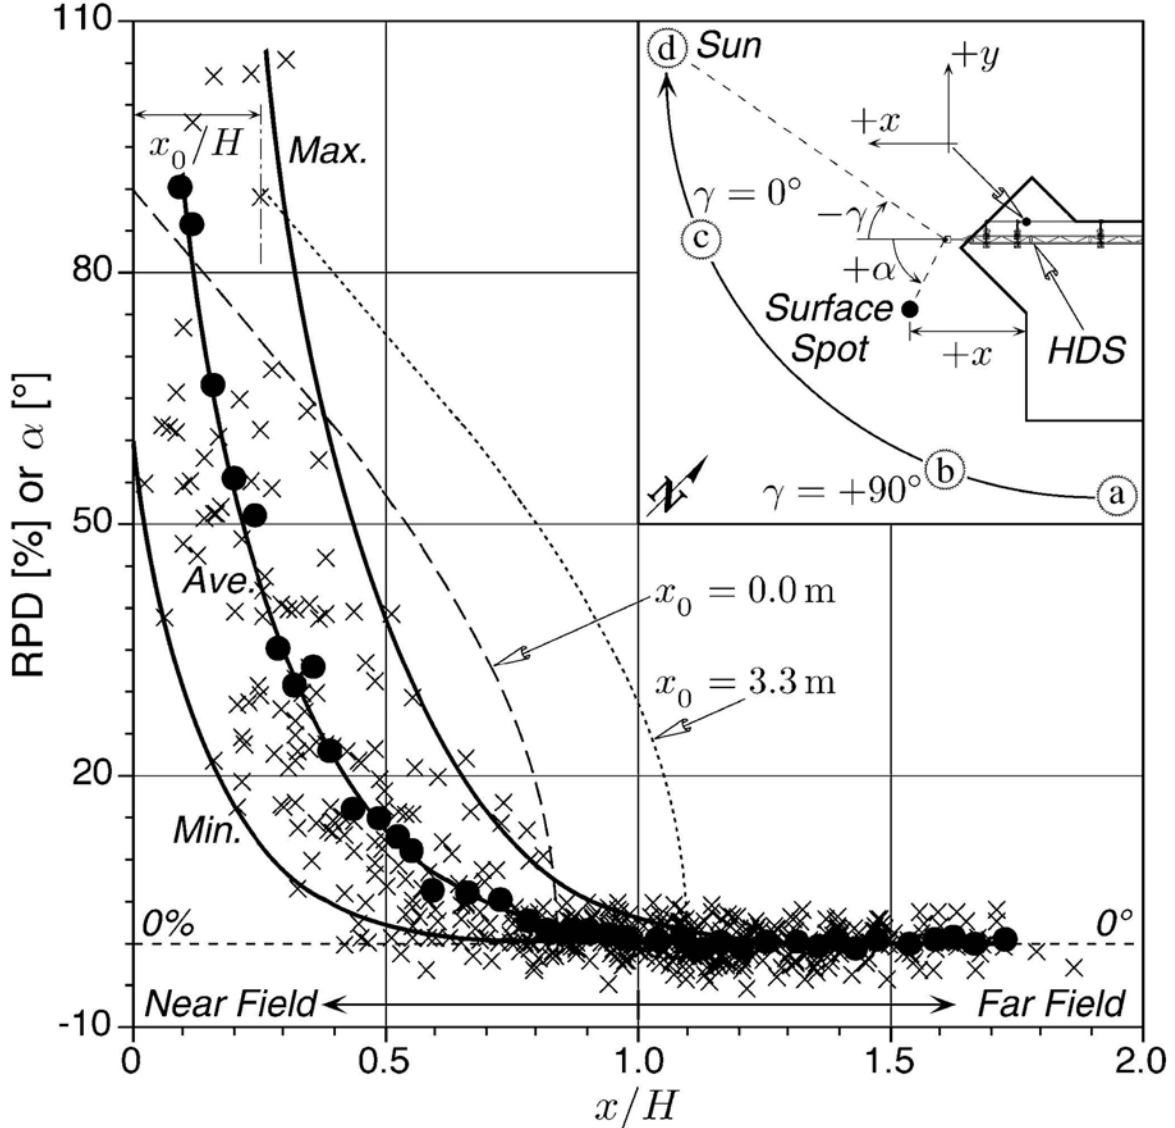 110
80
50
20
-10
RPD [%] or α [°]
x₀/H
Max.
Ave.
Min.
0%
0°
Near Field
Far Field
x₀ = 0.0 m
x₀ = 3.3 m
0
0.5
1.0
1.5
2.0
x/H
d
Sun
+y
+x
γ = 0°
−γ
c
+α
Surface
Spot
+x
HDS
b
γ = +90°
a
N